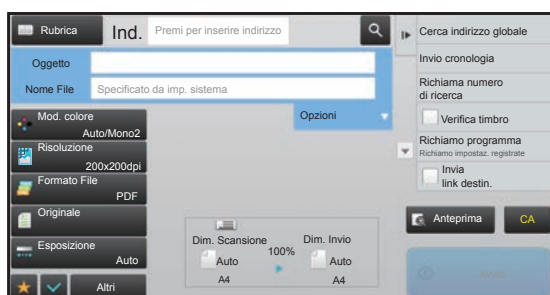 Rubrica
Ind.
Premi per inserire indirizzo
Oggetto
Nome File
Specificato da imp. sistema
Opzioni
Mod. colore
Auto/Mono2
Risoluzione
200x200dpi
Formato File
PDF
Originale
Esposizione
Auto
Altri
Dim. Scansione
Auto
A4
100%
Dim. Invio
Auto
A4
Cerca indirizzo globale
Invio cronologia
Richiama numero
di ricerca
Verifica timbro
Richiamo programma
Richiamo impostaz. registrate
Invia
link destin.
Anteprima
CA
Avvio